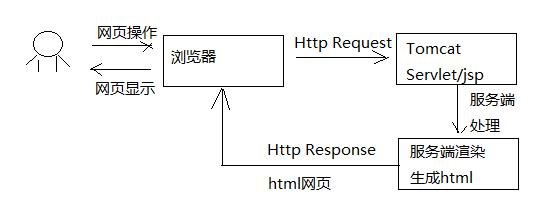 网页操作
网页显示
浏览器
Http Request
Tomcat
Servlet/jsp
服务端
处理
服务端渲染
生成html
Http Response
html网页